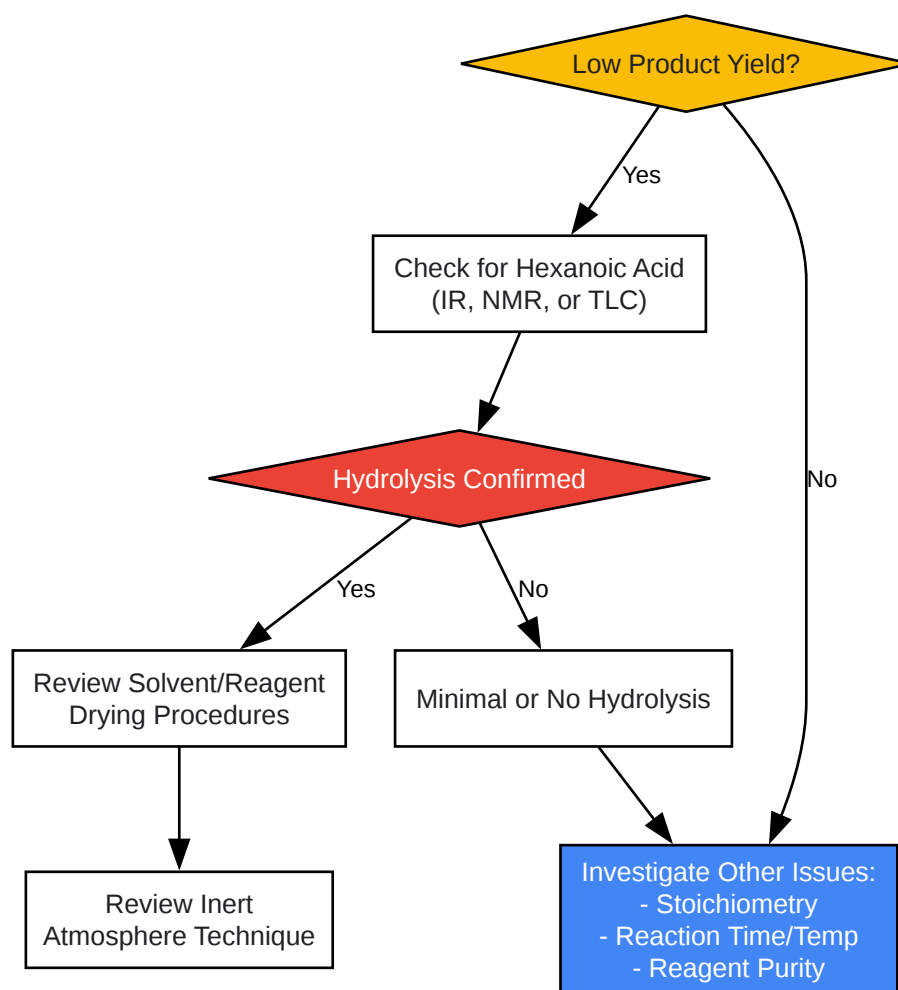 Low Product Yield?
Yes
Check for Hexanoic Acid
(IR, NMR, or TLC)
Hydrolysis Confirmed
No
Yes
No
Review Solvent/Reagent
Drying Procedures
Minimal or No Hydrolysis
Review Inert
Atmosphere Technique
Investigate Other Issues:
- Stoichiometry
- Reaction Time/Temp
- Reagent Purity